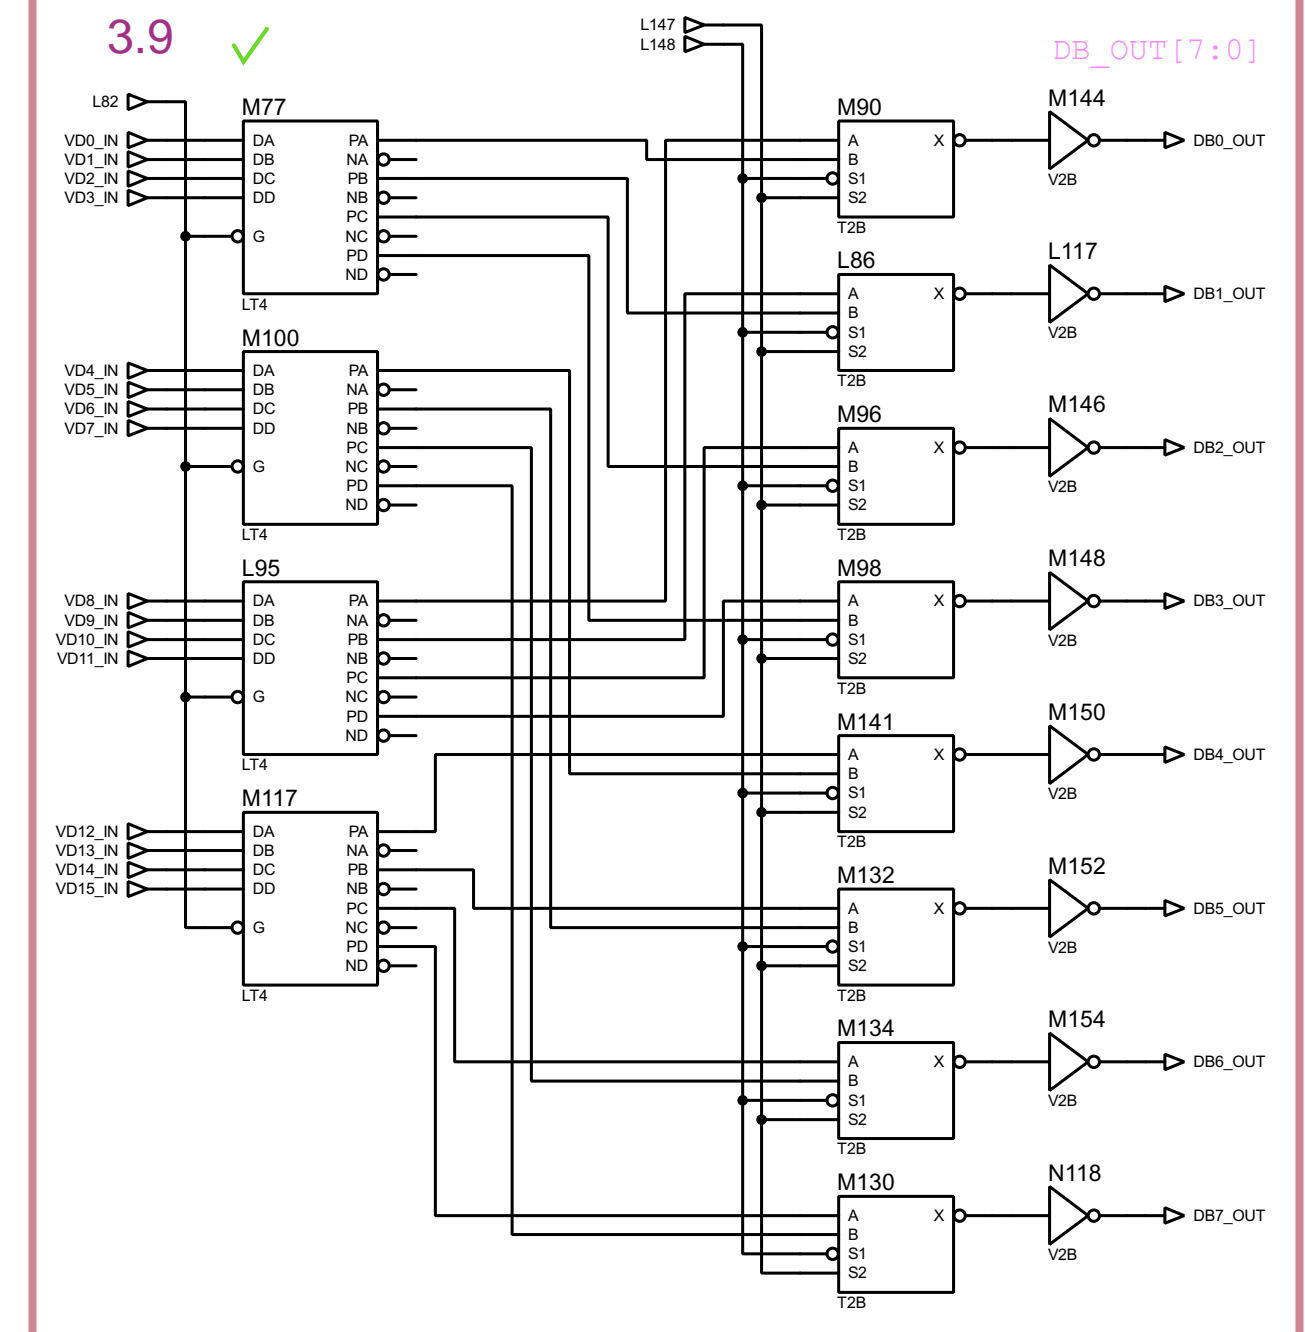 3.9
L147
L148
DB_OUT[7:0]
L82
M77
VD0_IN DA PA
VD1_IN DB NA
VD2_IN DC PB
VD3_IN DD NB
PC
G NC
PD
ND
LT4
M90
A X
B
S1
S2
T2B
M144
V2B
DB0_OUT
L86
A X
B
S1
S2
T2B
L117
V2B
DB1_OUT
M100
VD4_IN DA PA
VD5_IN DB NA
VD6_IN DC PB
VD7_IN DD NB
PC
G NC
PD
ND
LT4
M96
A X
B
S1
S2
T2B
M146
V2B
DB2_OUT
L95
VD8_IN DA PA
VD9_IN DB NA
VD10_IN DC PB
VD11_IN DD NB
PC
G NC
PD
ND
LT4
M98
A X
B
S1
S2
T2B
M148
V2B
DB3_OUT
M141
A X
B
S1
S2
T2B
M150
V2B
DB4_OUT
M117
VD12_IN DA PA
VD13_IN DB NA
VD14_IN DC PB
VD15_IN DD NB
PC
G NC
PD
ND
LT4
M132
A X
B
S1
S2
T2B
M152
V2B
DB5_OUT
M134
A X
B
S1
S2
T2B
M154
V2B
DB6_OUT
M130
A X
B
S1
S2
T2B
N118
V2B
DB7_OUT